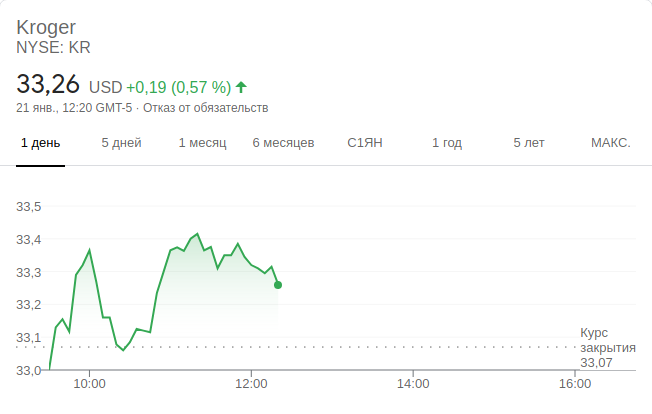 Kroger
NYSE: KR
33,26 USD +0,19 (0,57 %)
21 янв., 12:20 GMT-5 · Отказ от обязательств
1 день 5 дней 1 месяц 6 месяцев С1ЯН 1 год 5 лет МАКС.
33,5
33,4
33,3
33,2
33,1
33,0
Курс
закрытия
33,07
10:00 12:00 14:00 16:00